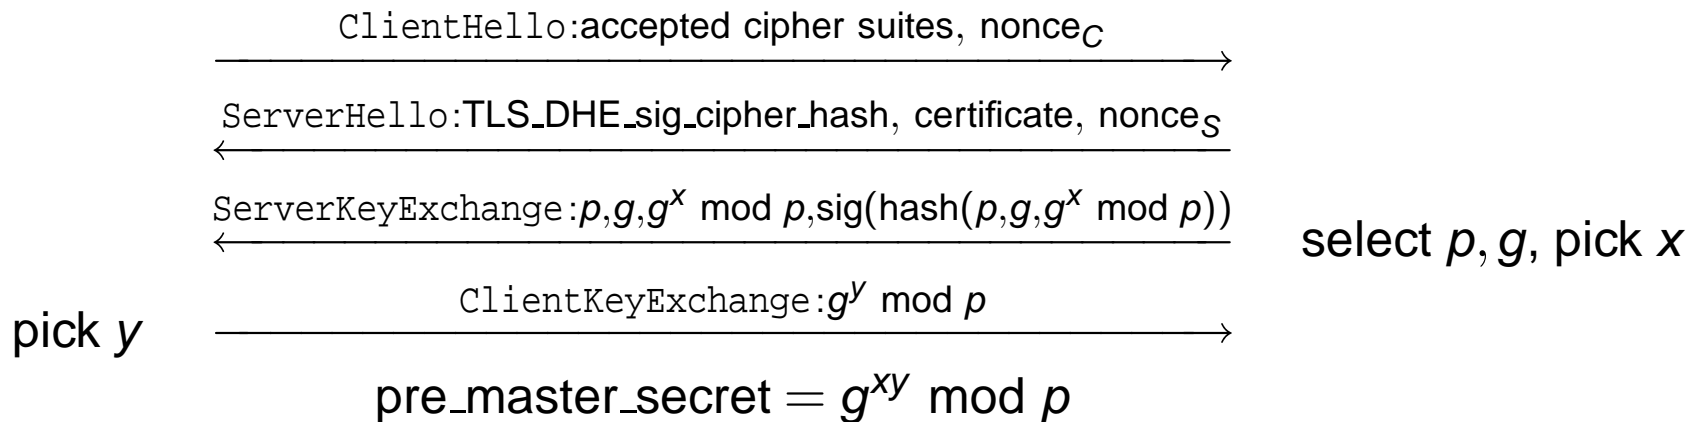 ClientHello:accepted cipher suites, nonce_C
ServerHello:TLS_DHE_sig_cipher_hash, certificate, nonce_S
ServerKeyExchange:p,g,g^x mod p,sig(hash(p,g,g^x mod p))
select p, g, pick x
ClientKeyExchange:g^y mod p
pick y
pre_master_secret = g^{xy} mod p